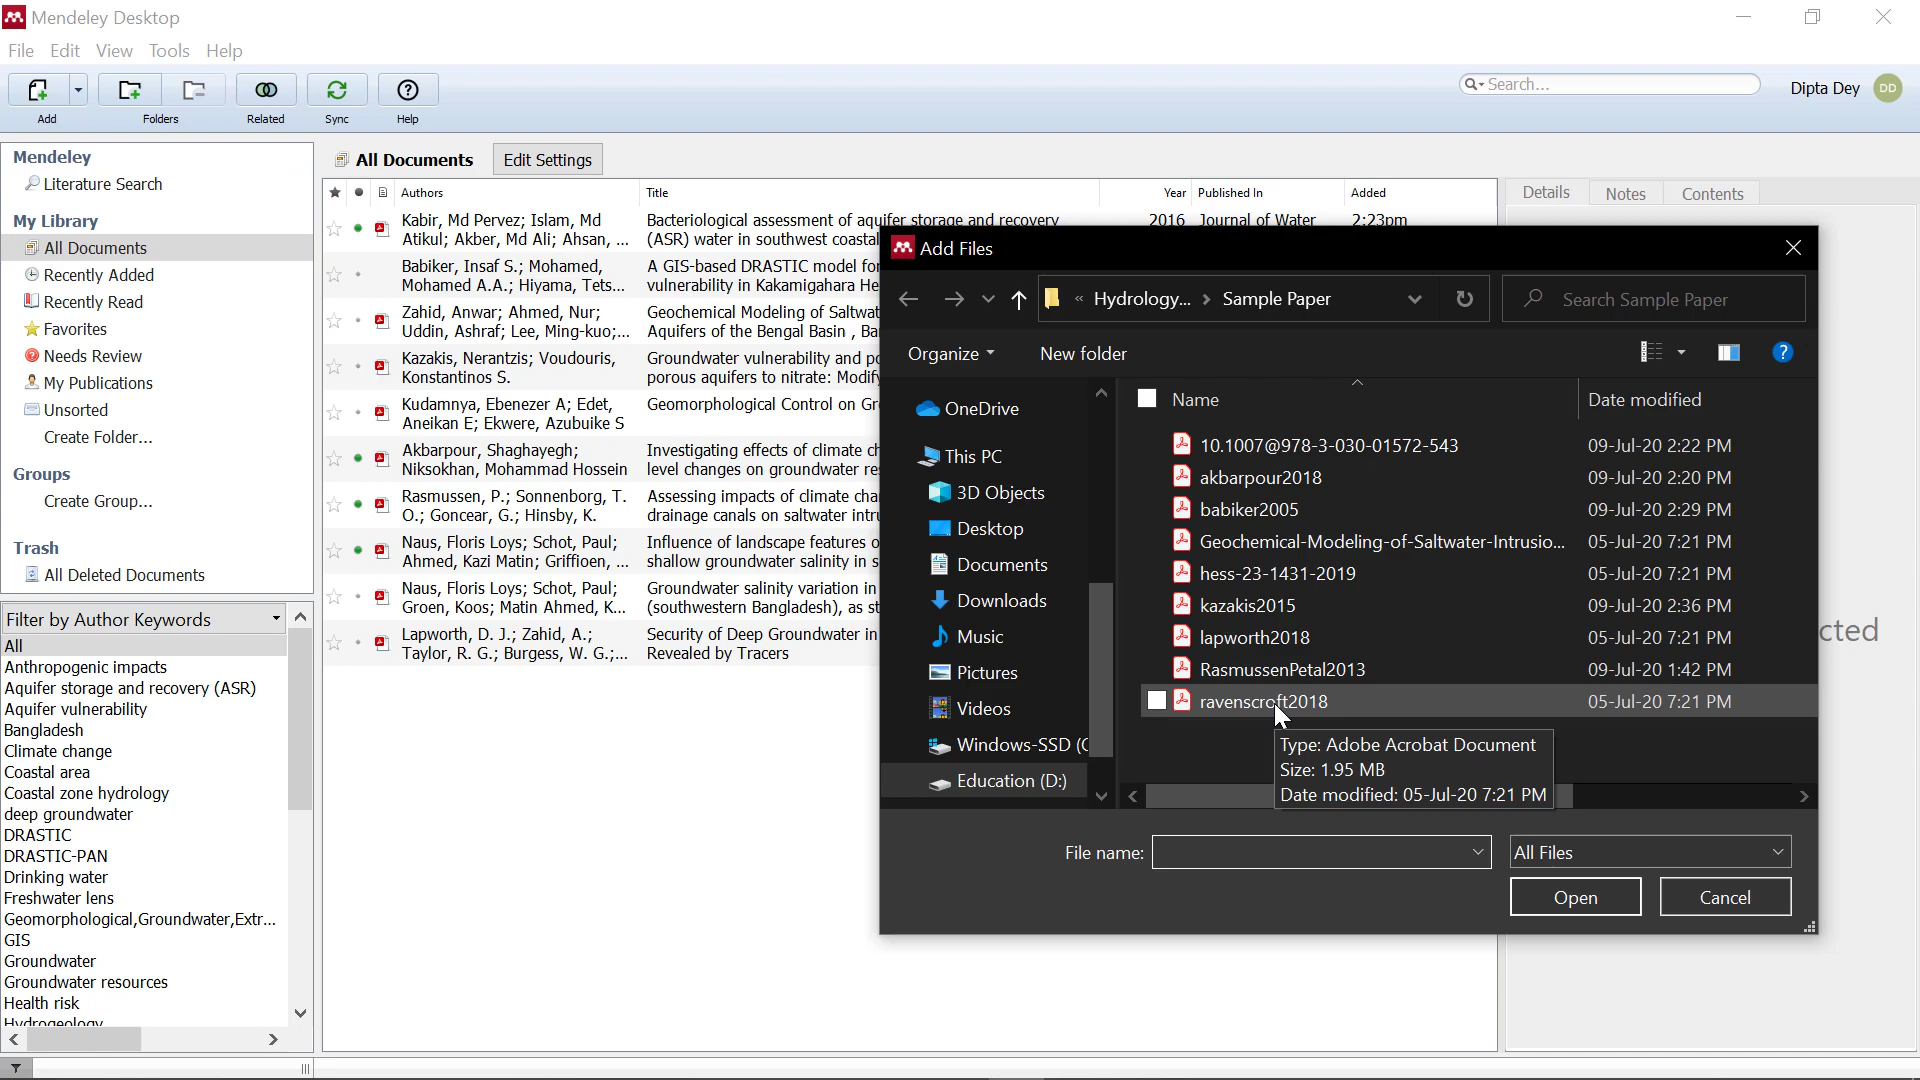 Mendeley Desktop
File Edit View Tools Help
Search...
Dipta Dey DD
Add Folders Related Sync Help
Mendeley
Literature Search
My Library
All Documents
Recently Added
Recently Read
Favorites
Needs Review
My Publications
Unsorted
Create Folder...
Groups
Create Group...
Trash
All Deleted Documents
Filter by Author Keywords
All
Anthropogenic impacts
Aquifer storage and recovery (ASR)
Aquifer vulnerability
Bangladesh
Climate change
Coastal area
Coastal zone hydrology
deep groundwater
DRASTIC
DRASTIC-PAN
Drinking water
Freshwater lens
Geomorphological,Groundwater,Extr...
GIS
Groundwater
Groundwater resources
Health risk
Hydrogeology
All Documents Edit Settings
Authors Title Year Published In Added
Kabir, Md Pervez; Islam, Md Bacteriological assessment of aquifer storage and recovery 2016 Journal of Water 2:23pm
Atikul; Akber, Md Ali; Ahsan, ... (ASR) water in southwest coastal
Babiker, Insaf S.; Mohamed, A GIS-based DRASTIC model for
Mohamed A.A.; Hiyama, Tets... vulnerability in Kakamigahara He
Zahid, Anwar; Ahmed, Nur; Geochemical Modeling of Saltwa
Uddin, Ashraf; Lee, Ming-kuo;... Aquifers of the Bengal Basin , Ba
Kazakis, Nerantzis; Voudouris, Groundwater vulnerability and po
Konstantinos S. porous aquifers to nitrate: Modify
Kudamnya, Ebenezer A; Edet, Geomorphological Control on Gr
Aneikan E; Ekwere, Azubuike S
Akbarpour, Shaghayegh; Investigating effects of climate ch
Niksokhan, Mohammad Hossein level changes on groundwater re
Rasmussen, P.; Sonnenborg, T. Assessing impacts of climate cha
O.; Goncear, G.; Hinsby, K. drainage canals on saltwater intru
Naus, Floris Loys; Schot, Paul; Influence of landscape features o
Ahmed, Kazi Matin; Griffioen, ... shallow groundwater salinity in s
Naus, Floris Loys; Schot, Paul; Groundwater salinity variation in
Groen, Koos; Matin Ahmed, K... (southwestern Bangladesh), as st
Lapworth, D. J.; Zahid, A.; Security of Deep Groundwater in
Taylor, R. G.; Burgess, W. G.;... Revealed by Tracers
Details Notes Contents
cted
Add Files
« Hydrology... › Sample Paper
Search Sample Paper
Organize New folder
OneDrive
This PC
3D Objects
Desktop
Documents
Downloads
Music
Pictures
Videos
Windows-SSD (C
Education (D:)
Name Date modified
10.1007@978-3-030-01572-543 09-Jul-20 2:22 PM
akbarpour2018 09-Jul-20 2:20 PM
babiker2005 09-Jul-20 2:29 PM
Geochemical-Modeling-of-Saltwater-Intrusio... 05-Jul-20 7:21 PM
hess-23-1431-2019 05-Jul-20 7:21 PM
kazakis2015 09-Jul-20 2:36 PM
lapworth2018 05-Jul-20 7:21 PM
RasmussenPetal2013 09-Jul-20 1:42 PM
ravenscroft2018 05-Jul-20 7:21 PM
Type: Adobe Acrobat Document
Size: 1.95 MB
Date modified: 05-Jul-20 7:21 PM
File name: All Files
Open Cancel